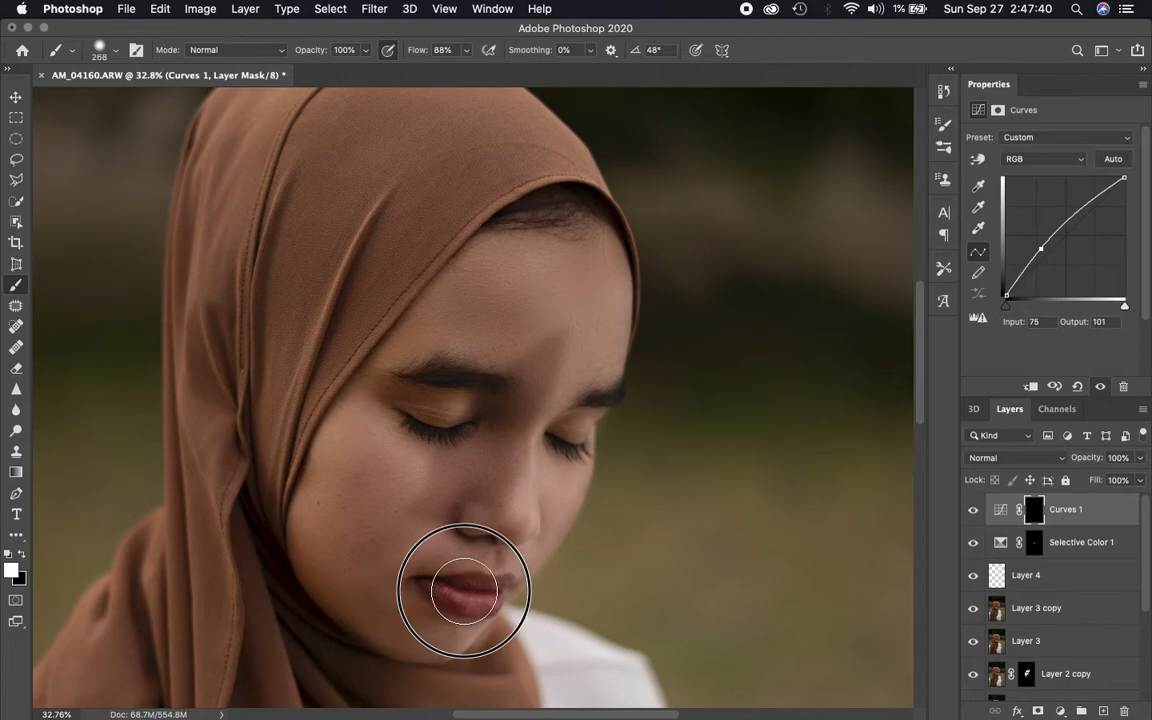 Photoshop File Edit Image Layer Type Select Filter 3D View Window Help 1% Sun Sep 27 2:47:40
Adobe Photoshop 2020
268 Mode: Normal Opacity: 100% Flow: 88% Smoothing: 0% 48°
AM_04160.ARW @ 32.8% (Curves 1, Layer Mask/8) *
Properties
Curves
Preset: Custom
RGB Auto
Input: 75 Output: 101
3D Layers Channels
Kind
Normal Opacity: 100%
Lock: Fill: 100%
Curves 1
Selective Color 1
Layer 4
Layer 3 copy
Layer 3
Layer 2 copy
32.76% Doc: 68.7M/554.8M